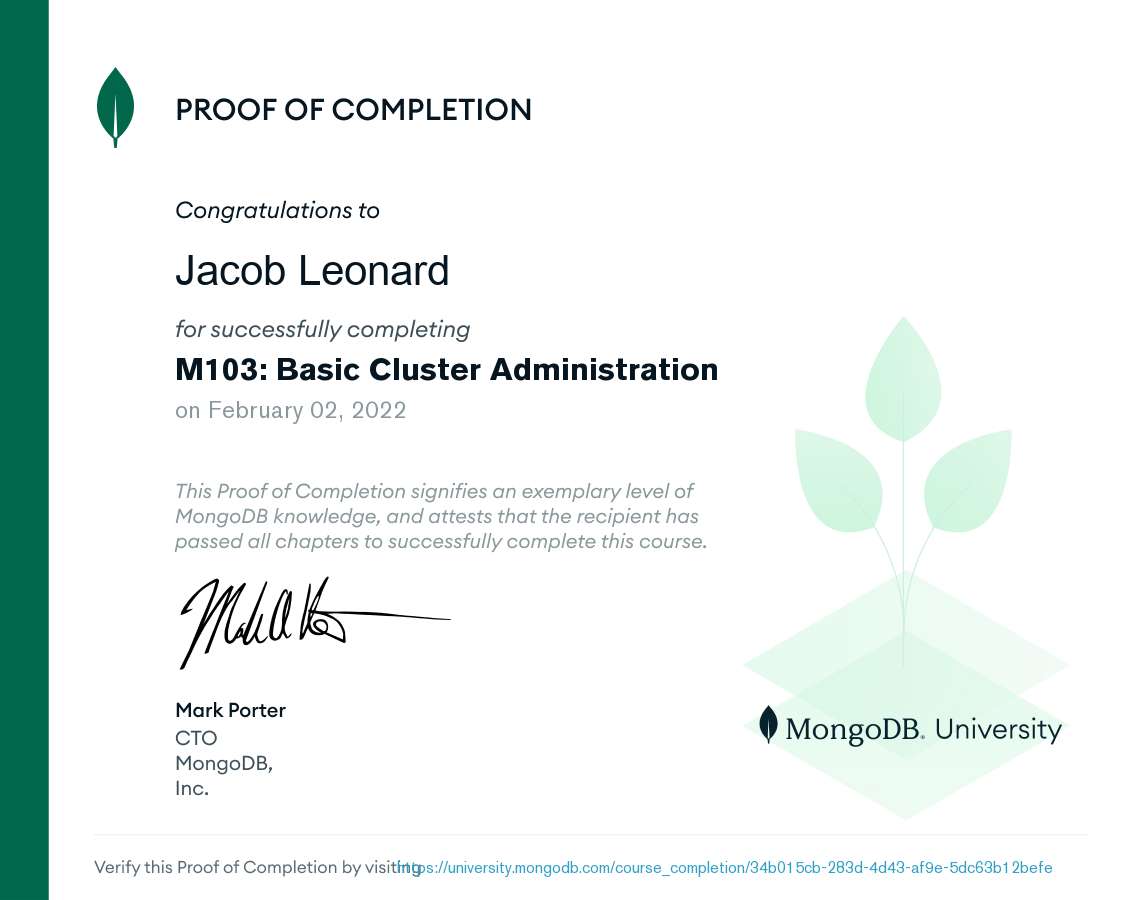 PROOF OF COMPLETION
Congratulations to
Jacob Leonard
for successfully completing
M103: Basic Cluster Administration
on February 02, 2022
This Proof of Completion signifies an exemplary level of
MongoDB knowledge, and attests that the recipient has
passed all chapters to successfully complete this course.
Mark Porter
CTO
MongoDB,
Inc.
MongoDB. University
Verify this Proof of Completion by visiting https://university.mongodb.com/course_completion/34b015cb-283d-4d43-af9e-5dc63b12befe